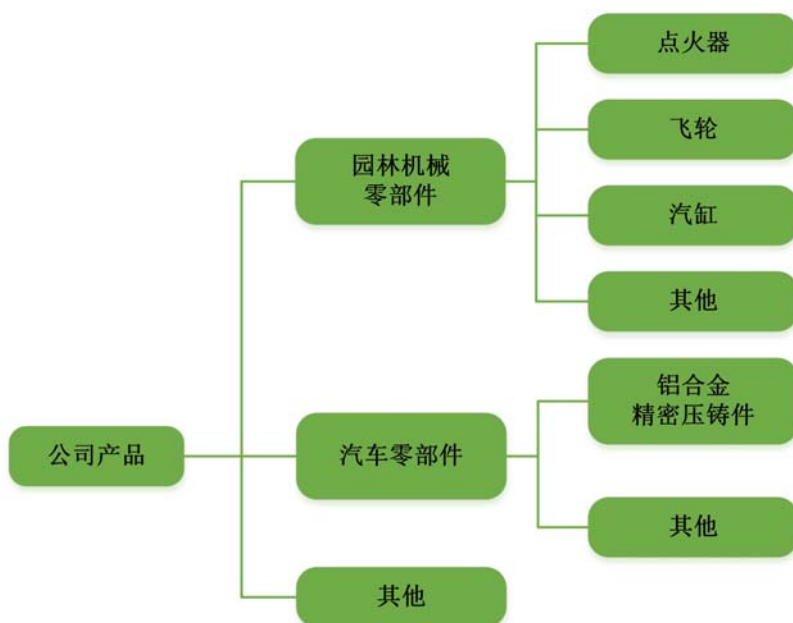 点火器
飞轮
园林机械
零部件
汽缸
其他
铝合金
精密压铸件
公司产品
汽车零部件
其他
其他